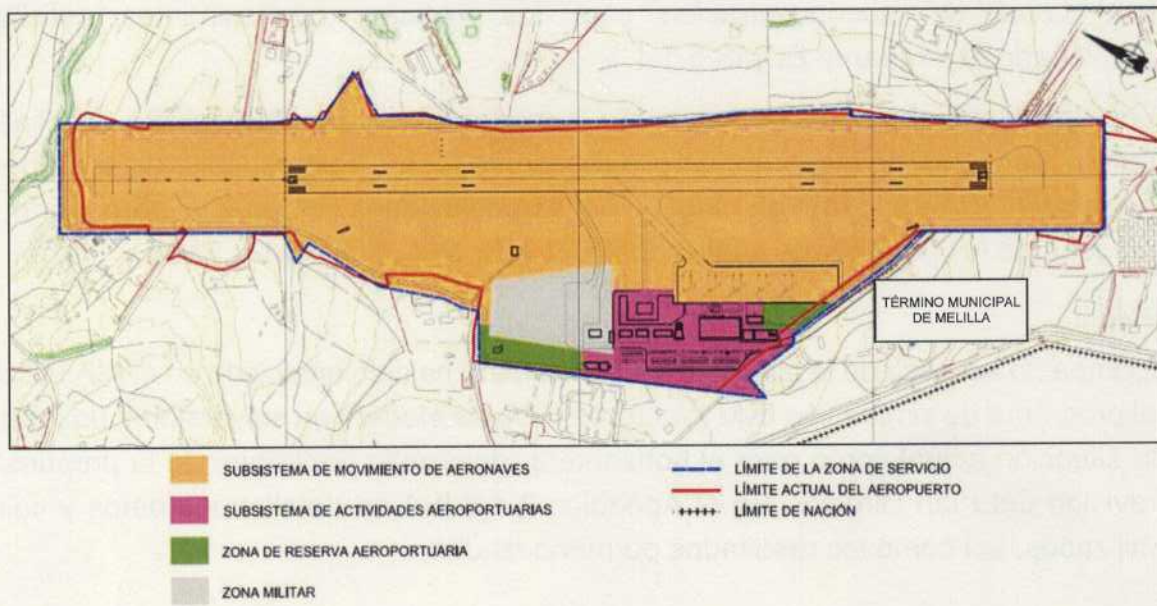 TÉRMINO MUNICIPAL
DE MELILLA
SUBSISTEMA DE MOVIMIENTO DE AERONAVES
SUBSISTEMA DE ACTIVIDADES AEROPORTUARIAS
ZONA DE RESERVA AEROPORTUARIA
ZONA MILITAR
LÍMITE DE LA ZONA DE SERVICIO
LÍMITE ACTUAL DEL AEROPUERTO
LÍMITE DE NACIÓN